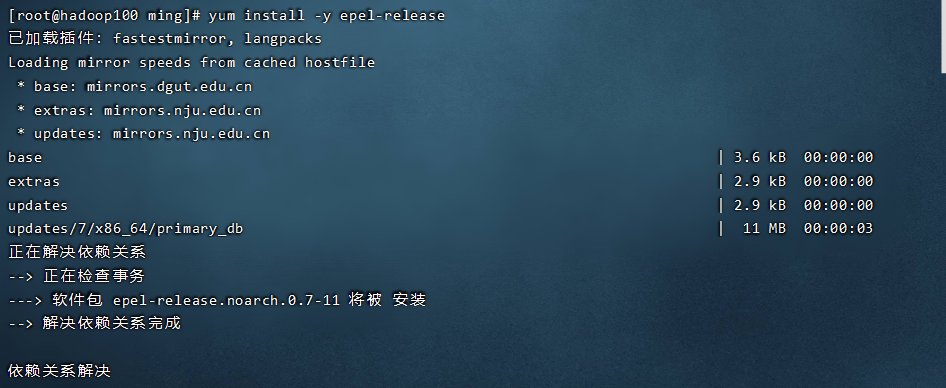 [root@hadoop100 ming]# yum install -y epel-release
已加载插件: fastestmirror, langpacks
Loading mirror speeds from cached hostfile
 * base: mirrors.dgut.edu.cn
 * extras: mirrors.nju.edu.cn
 * updates: mirrors.nju.edu.cn
base | 3.6 kB 00:00:00
extras | 2.9 kB 00:00:00
updates | 2.9 kB 00:00:00
updates/7/x86_64/primary_db | 11 MB 00:00:03
正在解决依赖关系
--> 正在检查事务
---> 软件包 epel-release.noarch.0.7-11 将被 安装
--> 解决依赖关系完成
依赖关系解决